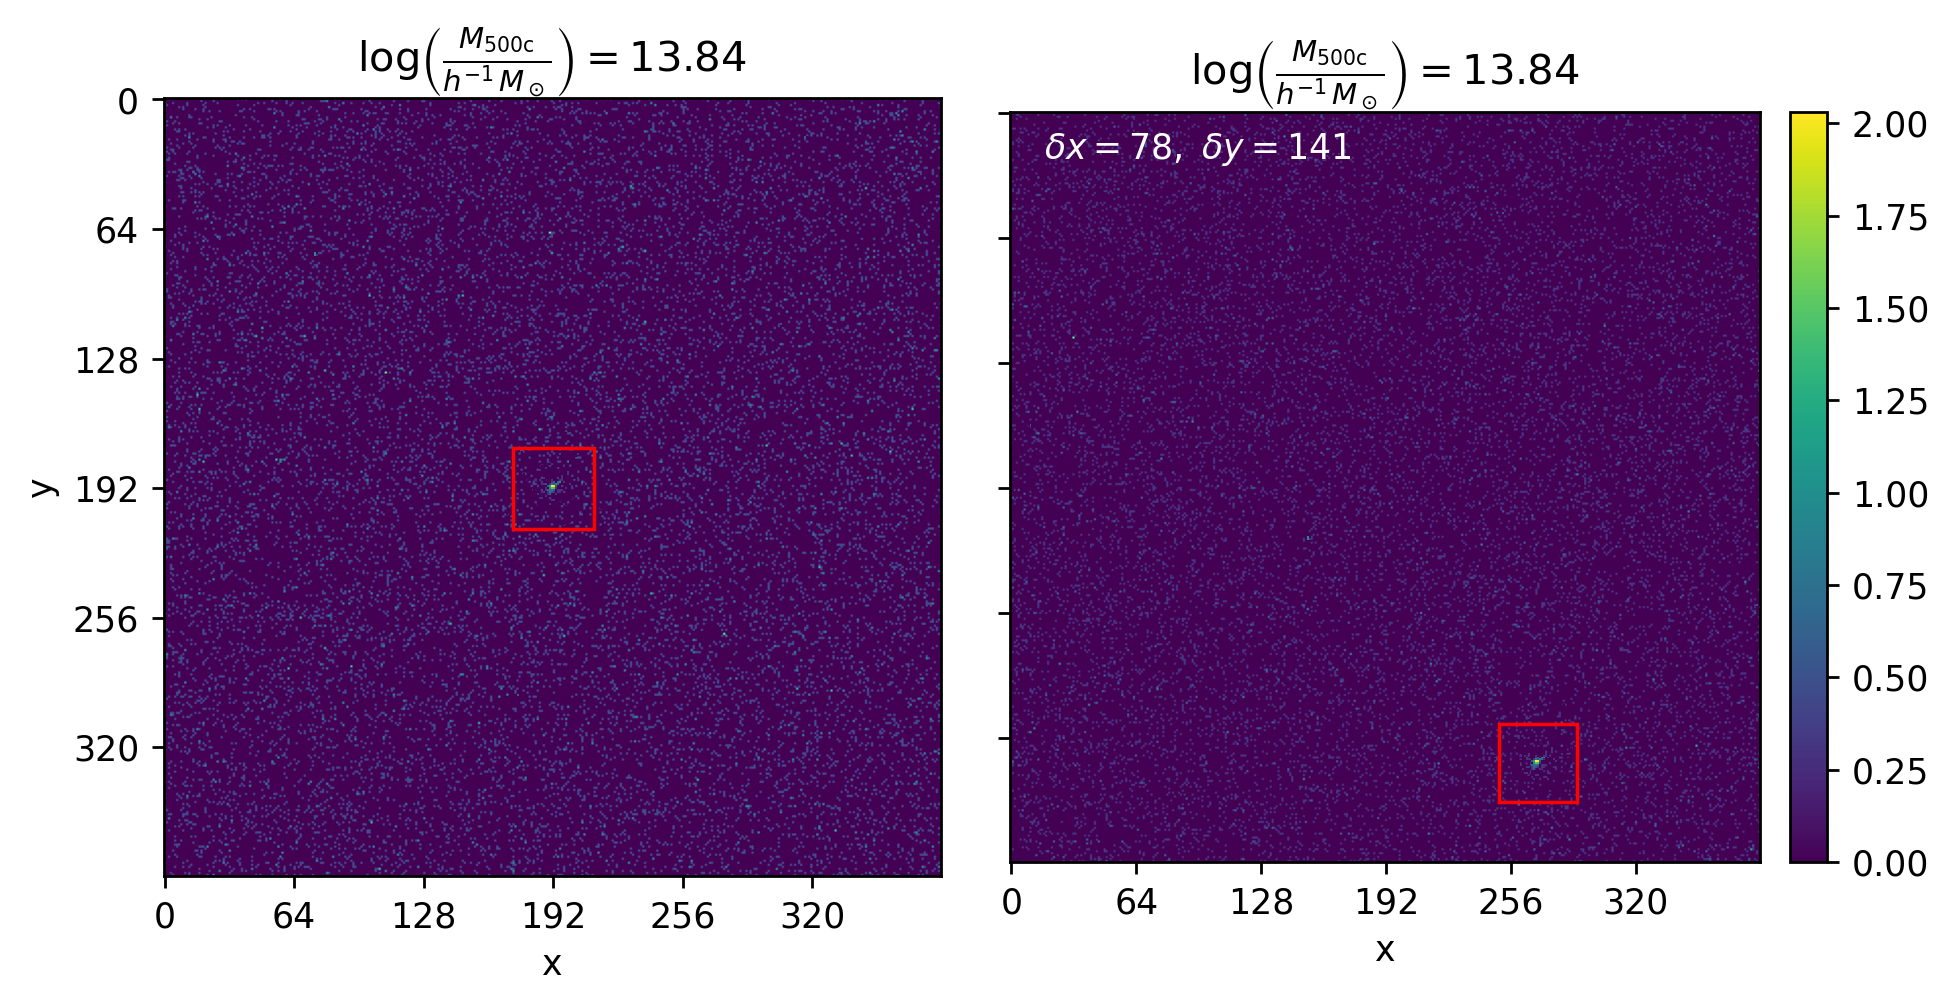 log(M500c / h−1 M⊙) = 13.84
log(M500c / h−1 M⊙) = 13.84
δx = 78, δy = 141
0
64
128
192
256
320
y
0 64 128 192 256 320
x
0 64 128 192 256 320
x
2.00
1.75
1.50
1.25
1.00
0.75
0.50
0.25
0.00